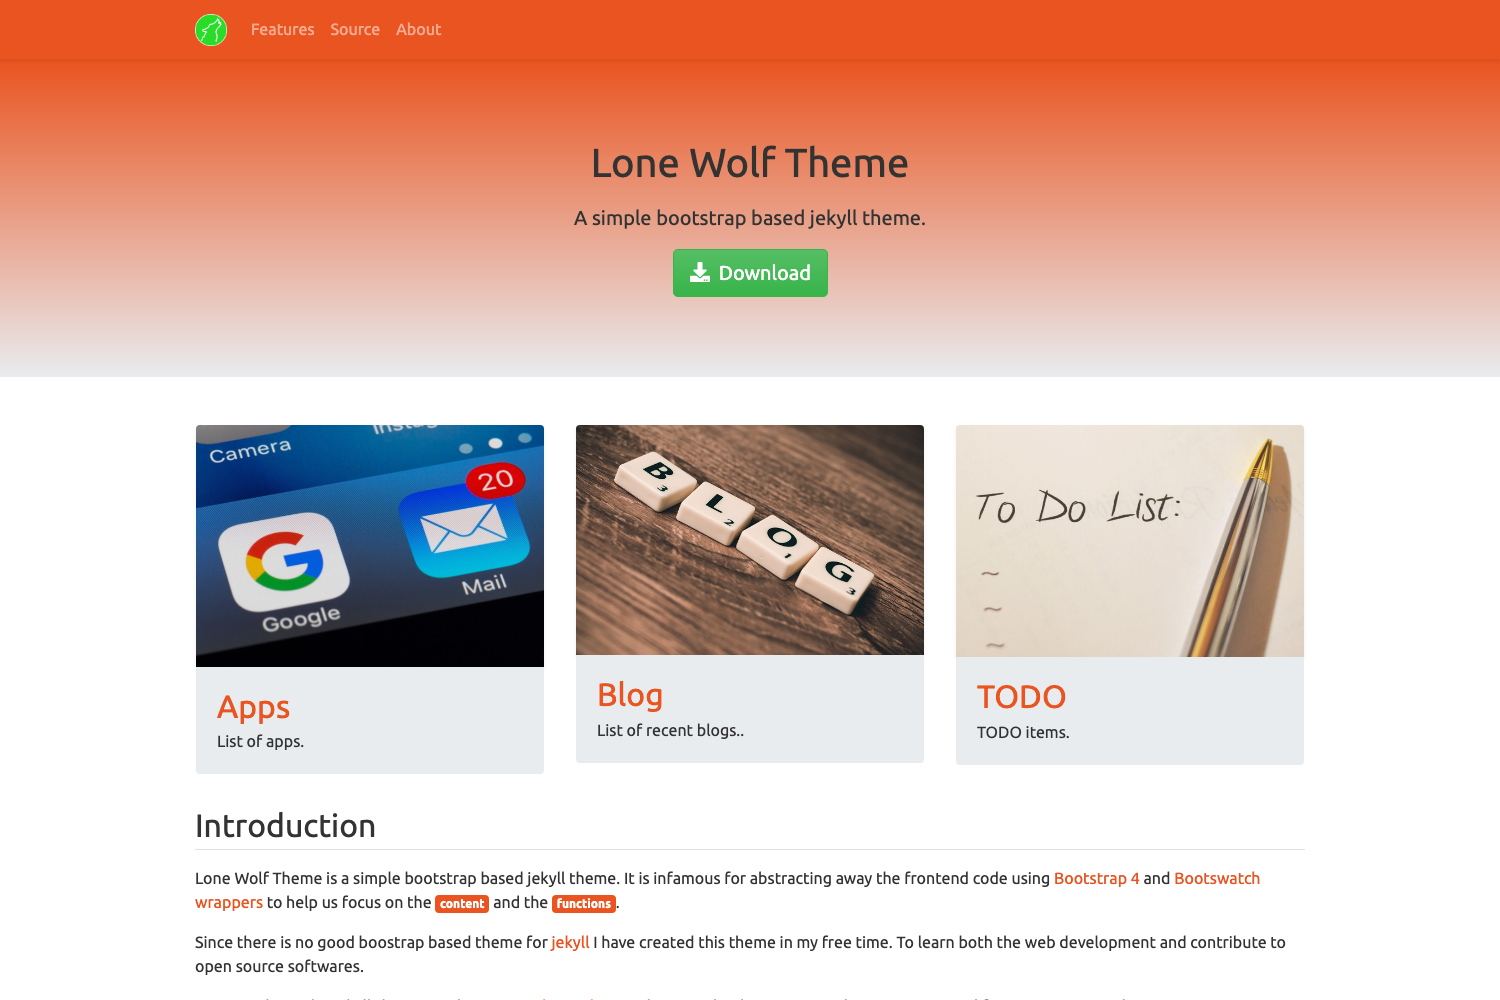 Features Source About
Lone Wolf Theme
A simple bootstrap based jekyll theme.
Download
Camera
20
Google
Mail
B
3
L
2
O
1
G
3
To Do List:
Apps
List of apps.
Blog
List of recent blogs..
TODO
TODO items.
Introduction
Lone Wolf Theme is a simple bootstrap based jekyll theme. It is infamous for abstracting away the frontend code using Bootstrap 4 and Bootswatch
wrappers to help us focus on the content and the functions.
Since there is no good boostrap based theme for jekyll I have created this theme in my free time. To learn both the web development and contribute to
open source softwares.